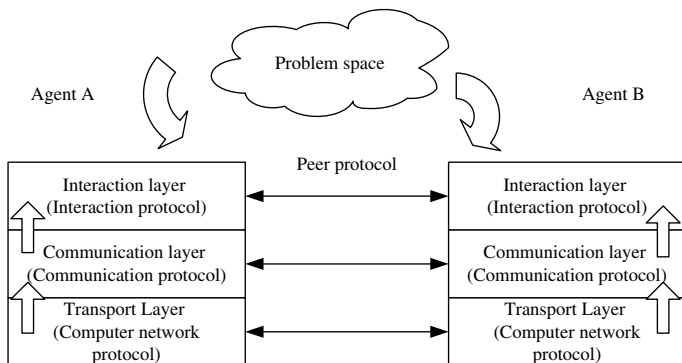 Problem space
Agent A
Agent B
Peer protocol
Interaction layer
(Interaction protocol)
Interaction layer
(Interaction protocol)
Communication layer
(Communication protocol)
Communication layer
(Communication protocol)
Transport Layer
(Computer network
protocol)
Transport Layer
(Computer network
protocol)